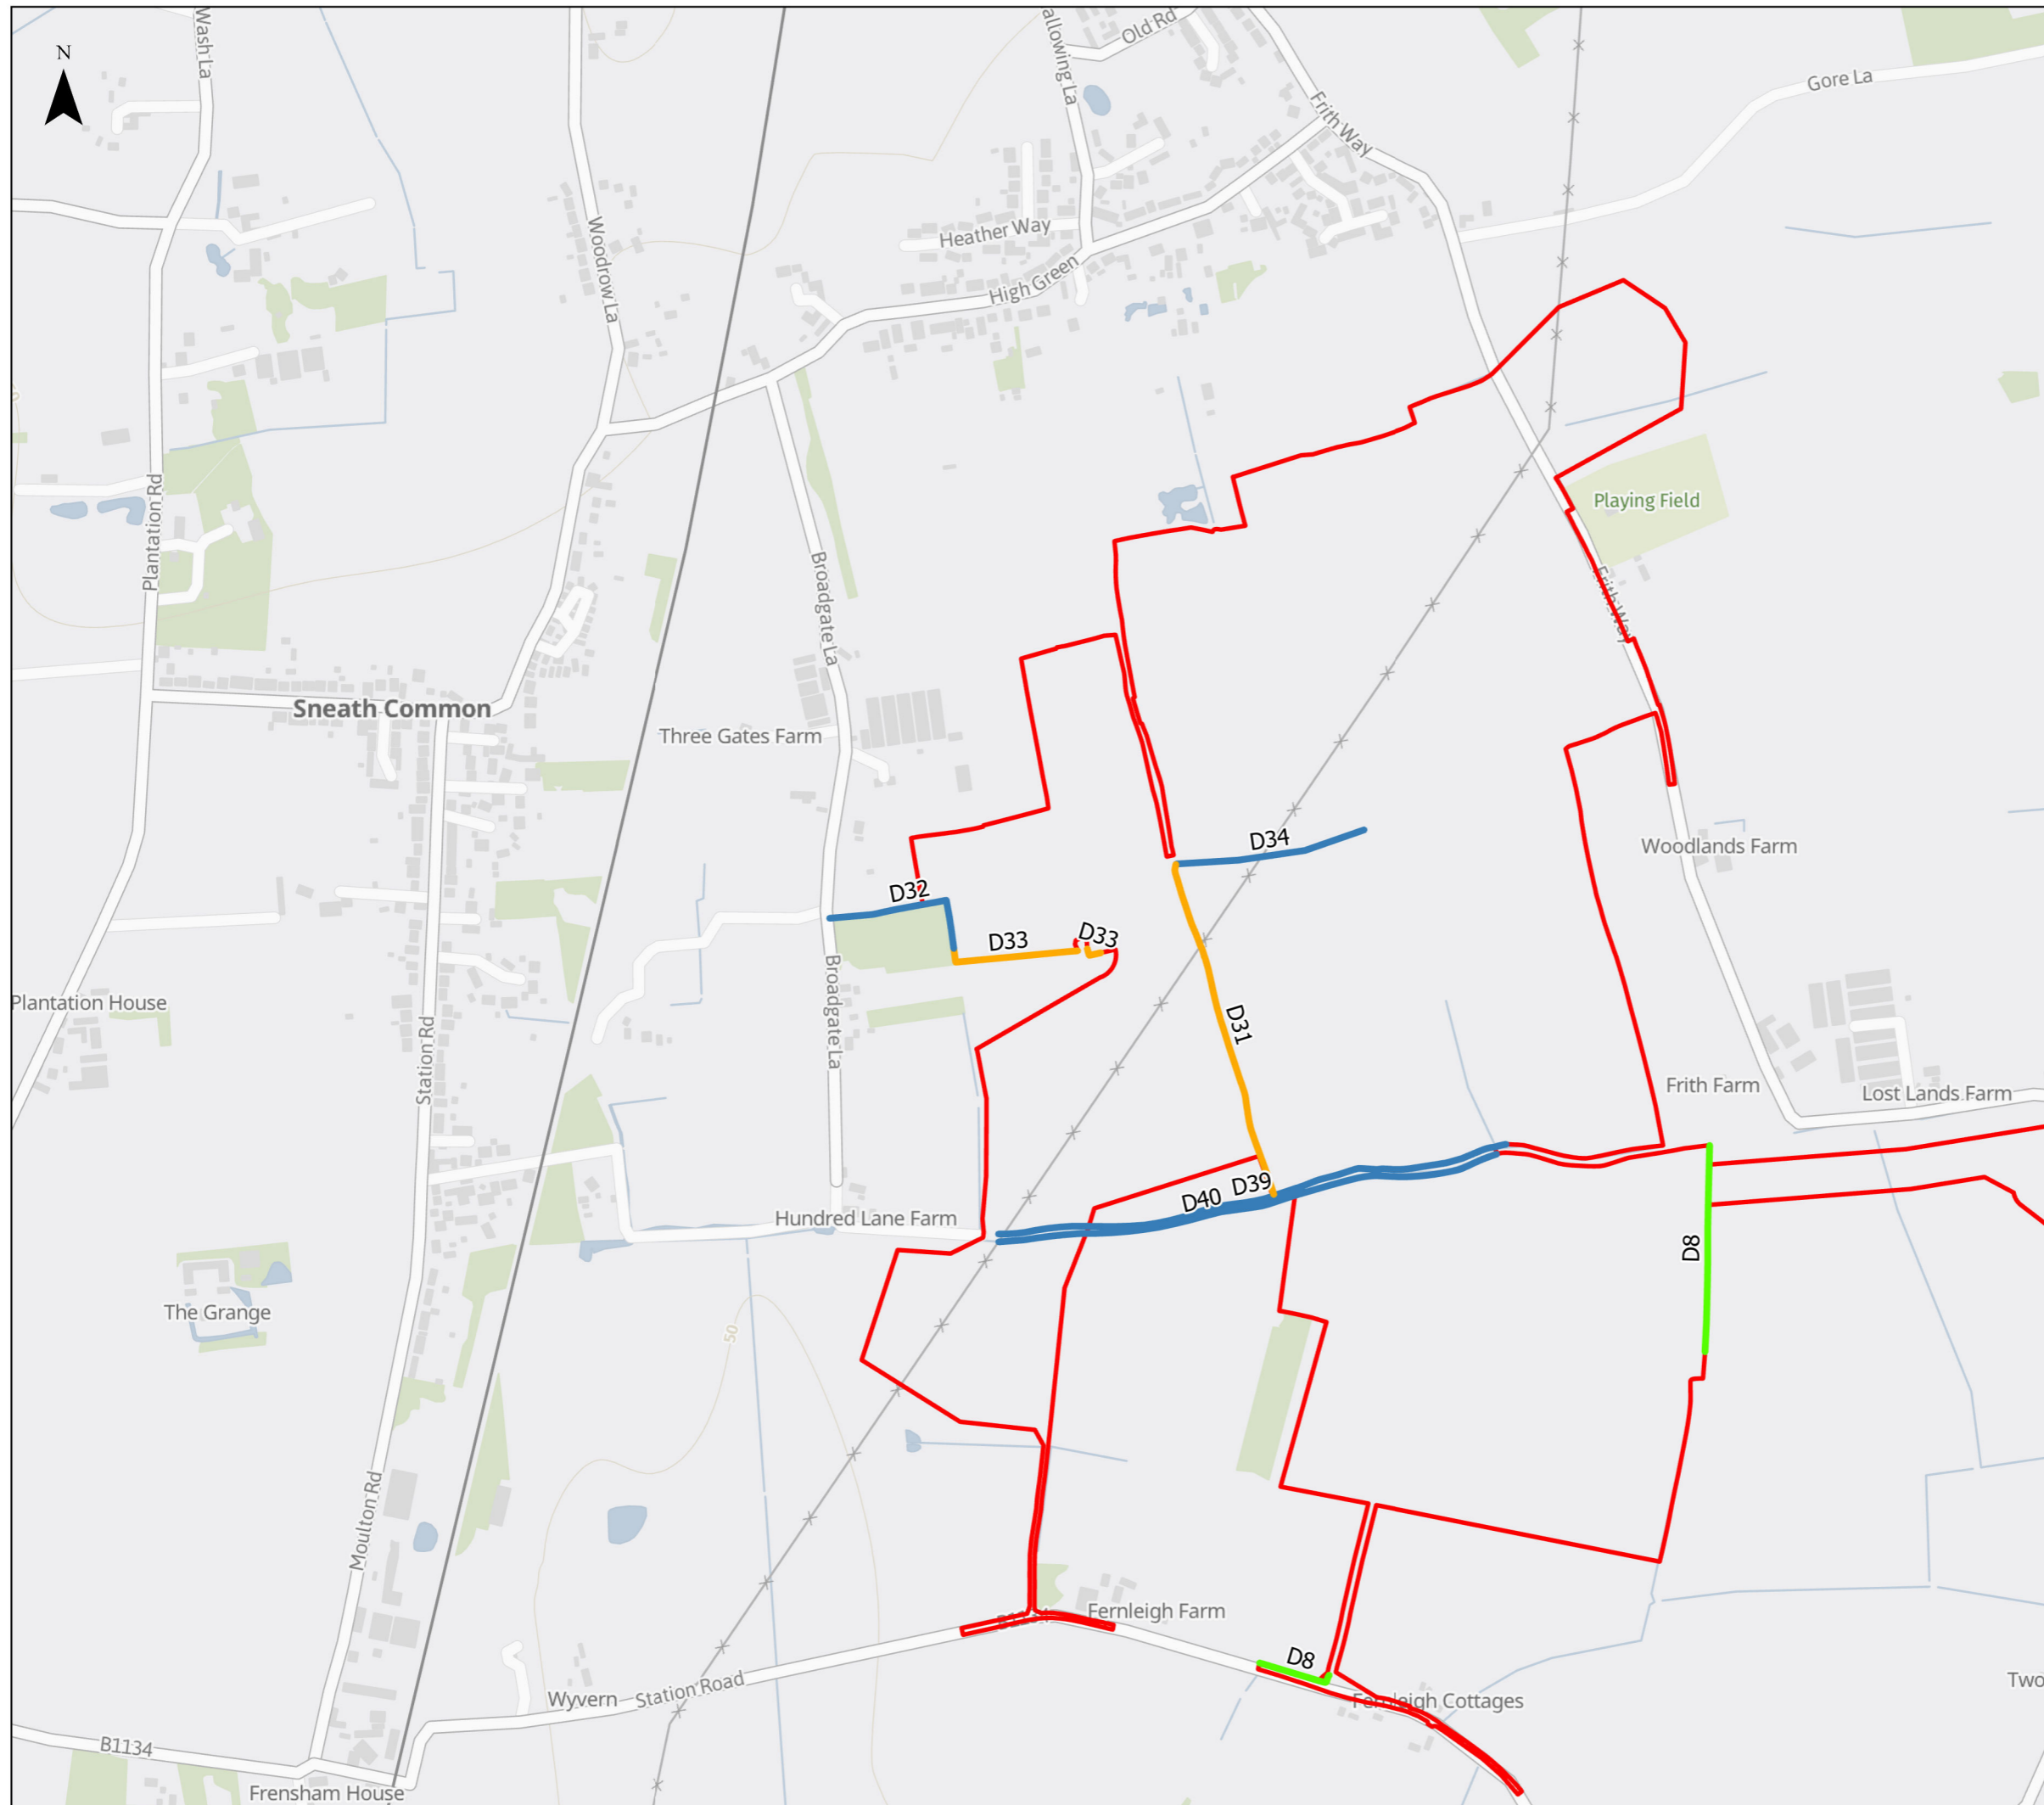 N
Wash La
allowing La
Old Rd
Frith Way
Gore La
Woodrow La
Heather Way
High Green
Plantation Rd
Playing Field
Broadgate La
Frith Way
Sneath Common
Three Gates Farm
D34
Woodlands Farm
D32
D33
D33
Plantation House
Broadgate La
D31
Station Rd
Frith Farm
Lost Lands Farm
D39
D40
Hundred Lane Farm
D8
The Grange
50
Moulton Rd
Fernleigh Farm
D8
Wyvern
Station Road
Fernleigh Cottages
Two
B1134
Frensham House